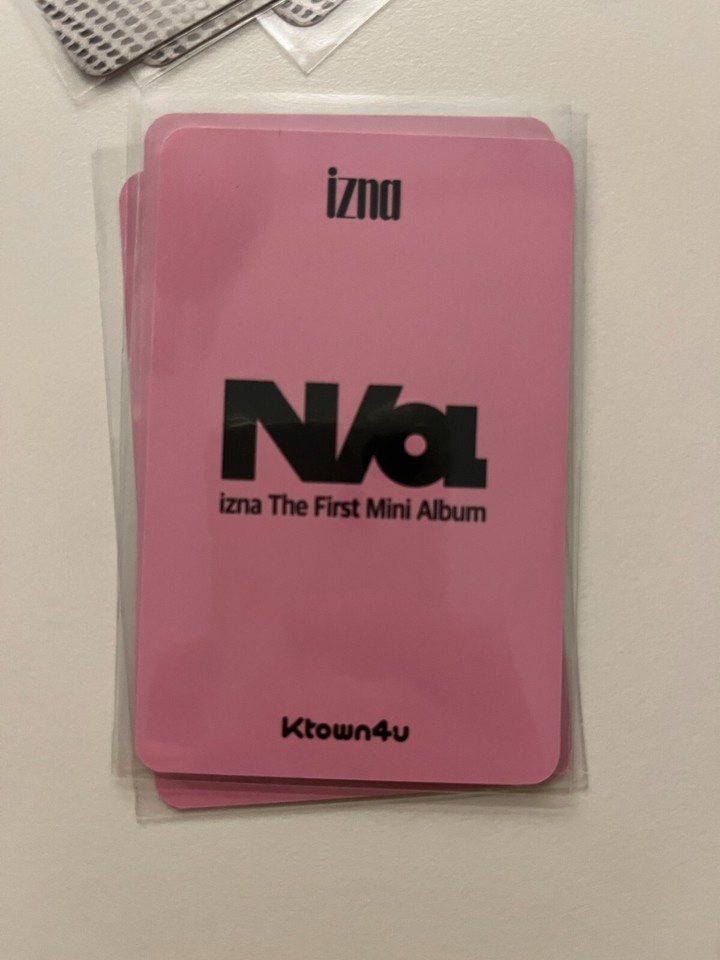 izna
N/a
izna The First Mini Album
Ktown4u